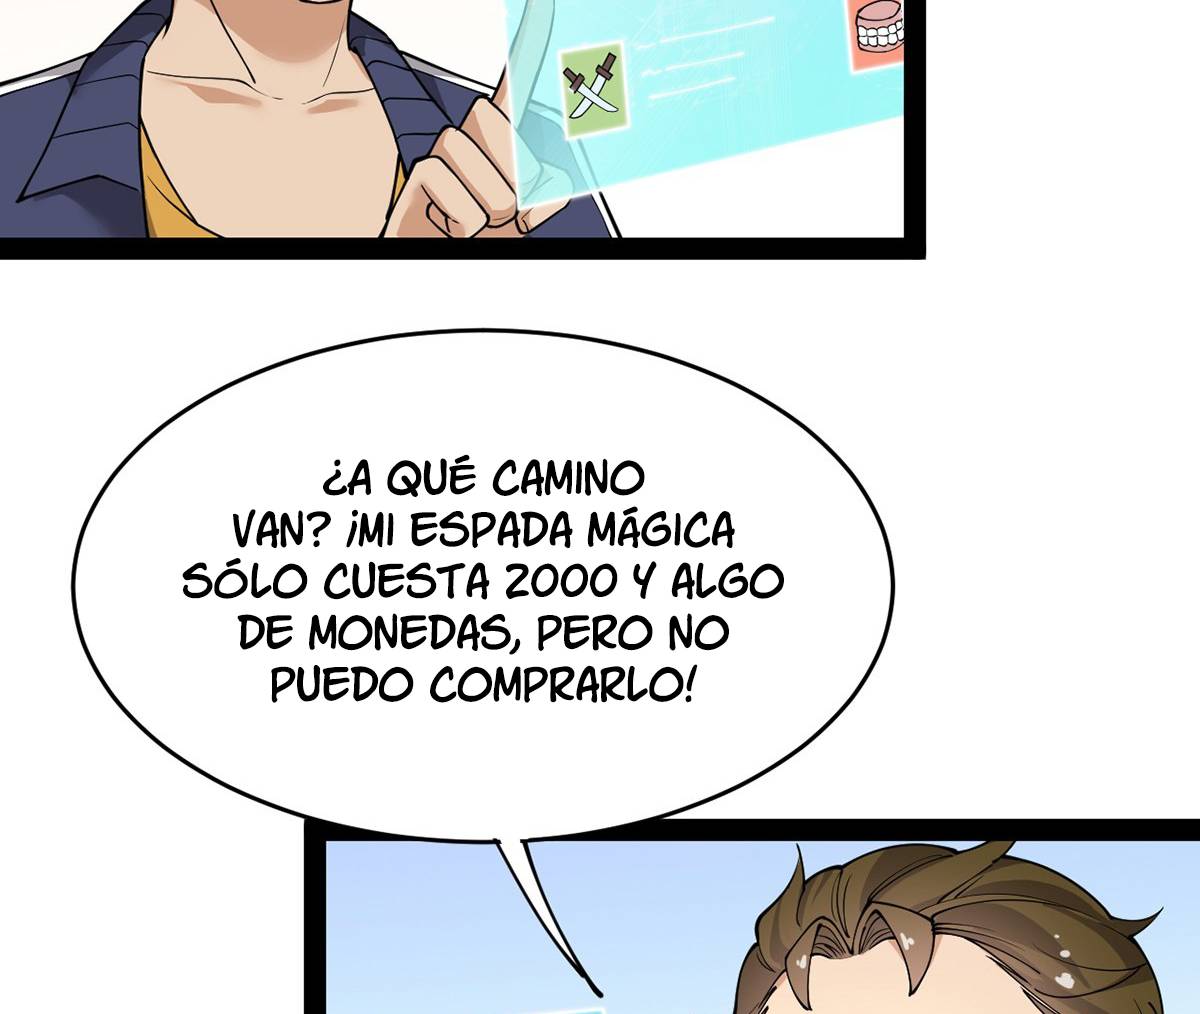 ¿A QUÉ CAMINO
VAN? ¡MI ESPADA MÁGICA
SÓLO CUESTA 2000 Y ALGO
DE MONEDAS, PERO NO
PUEDO COMPRARLO!